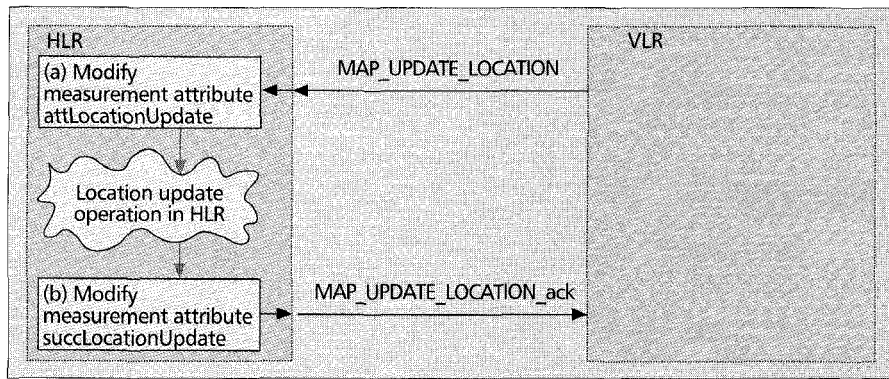 HLR
VLR
(a) Modify
measurement attribute
attLocationUpdate
MAP_UPDATE_LOCATION
Location update
operation in HLR
(b) Modify
measurement attribute
succLocationUpdate
MAP_UPDATE_LOCATION_ack